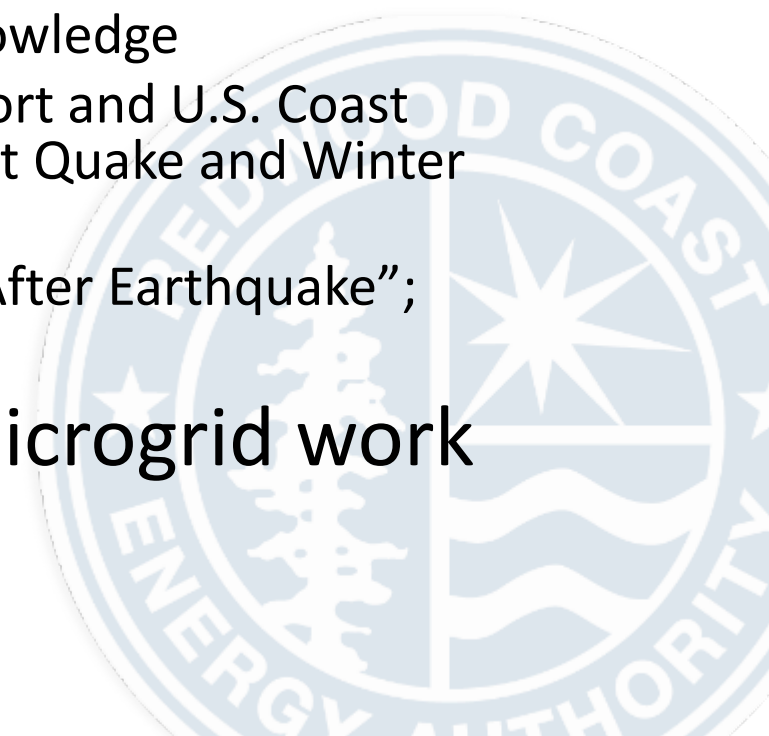 owledge
ort and U.S. Coast
t Quake and Winter
After Earthquake”;
icrogrid work
REDWOOD COAST
ENERGY AUTHORITY